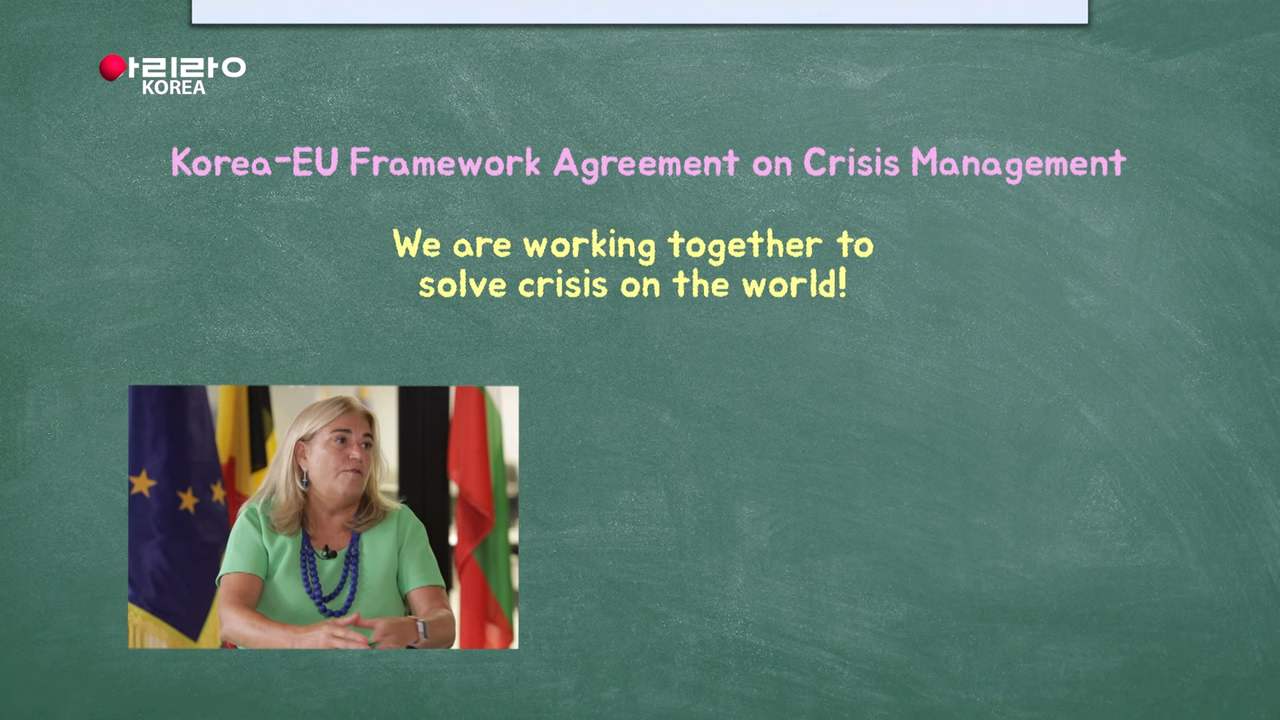 아리랑
KOREA
Korea-EU Framework Agreement on Crisis Management
We are working together to
solve crisis on the world!